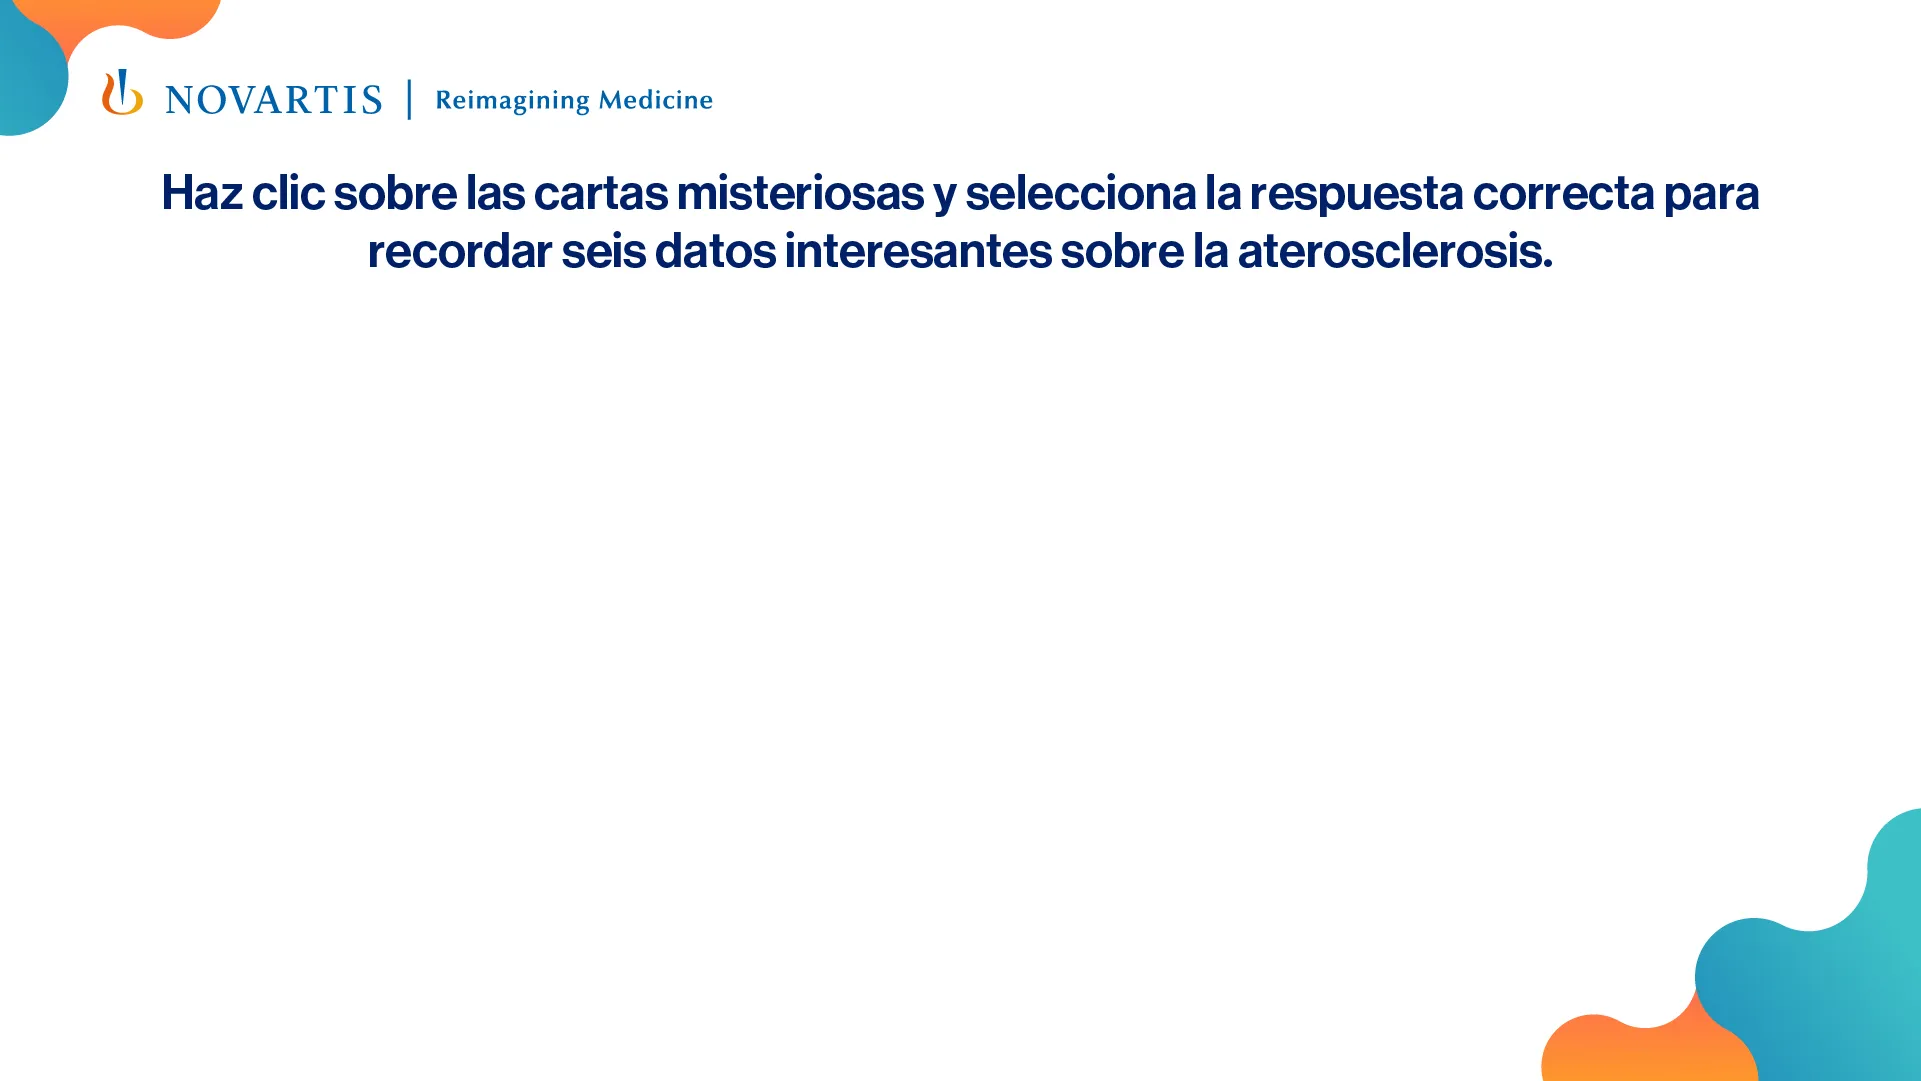 NOVARTIS | Reimagining Medicine
Haz clic sobre las cartas misteriosas y selecciona la respuesta correcta para
recordar seis datos interesantes sobre la aterosclerosis.